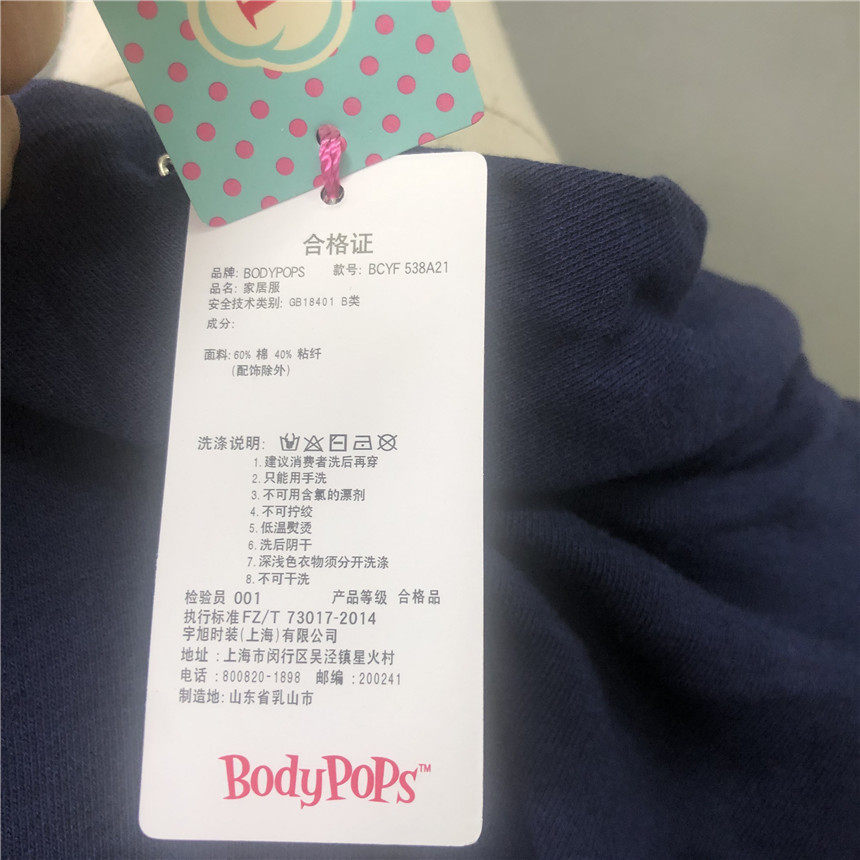 合格证
品牌: BODYPOPS 款号: BCYF 538A21
品名: 家居服
安全技术类别: GB18401 B类
成分:
面料: 60% 棉 40% 粘纤
(配饰除外)
洗涤说明:
1.建议消费者洗后再穿
2.只能用手洗
3.不可用含氯的漂剂
4.不可拧绞
5.低温熨烫
6.洗后阴干
7.深浅色衣物须分开洗涤
8.不可干洗
检验员 001 产品等级 合格品
执行标准FZ/T 73017-2014
宇旭时装(上海)有限公司
地址:上海市闵行区吴泾镇星火村
电话:800820-1898 邮编:200241
制造地:山东省乳山市
BodyPoPs™